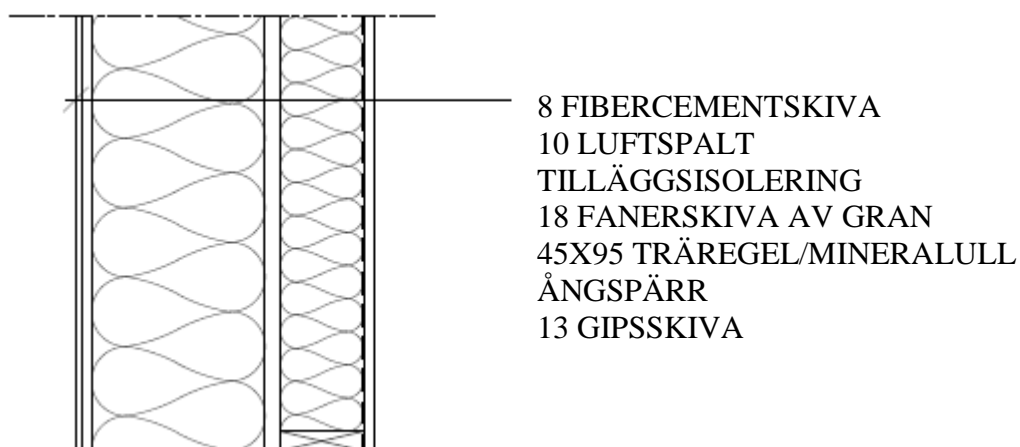 8 FIBERCEMENTSKIVA
10 LUFTSPALT
TILLÄGGSISOLERING
18 FANERSKIVA AV GRAN
45X95 TRÄREGEL/MINERALULL
ÅNGSPÄRR
13 GIPSSKIVA